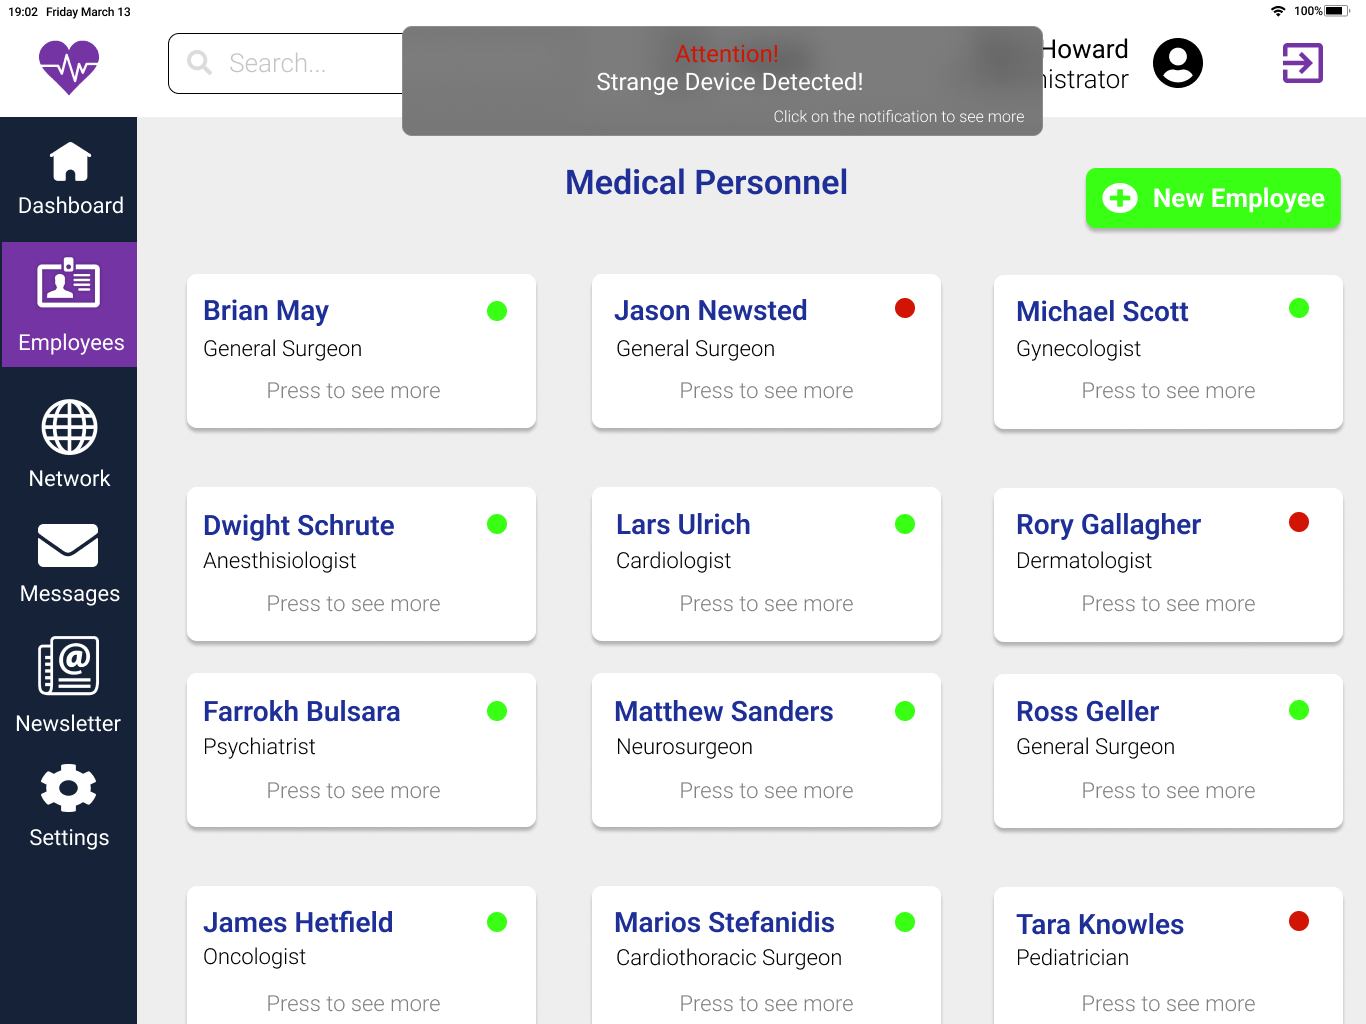 19:02 Friday March 13
100%
Search...
Attention!
Strange Device Detected!
Click on the notification to see more
Howard
Medical Personnel
New Employee
Dashboard
Employees
Network
Messages
Newsletter
Settings
Brian May
General Surgeon
Press to see more
Jason Newsted
General Surgeon
Press to see more
Michael Scott
Gynecologist
Press to see more
Dwight Schrute
Anesthisiologist
Press to see more
Lars Ulrich
Cardiologist
Press to see more
Rory Gallagher
Dermatologist
Press to see more
Farrokh Bulsara
Psychiatrist
Press to see more
Matthew Sanders
Neurosurgeon
Press to see more
Ross Geller
General Surgeon
Press to see more
James Hetfield
Oncologist
Press to see more
Marios Stefanidis
Cardiothoracic Surgeon
Press to see more
Tara Knowles
Pediatrician
Press to see more